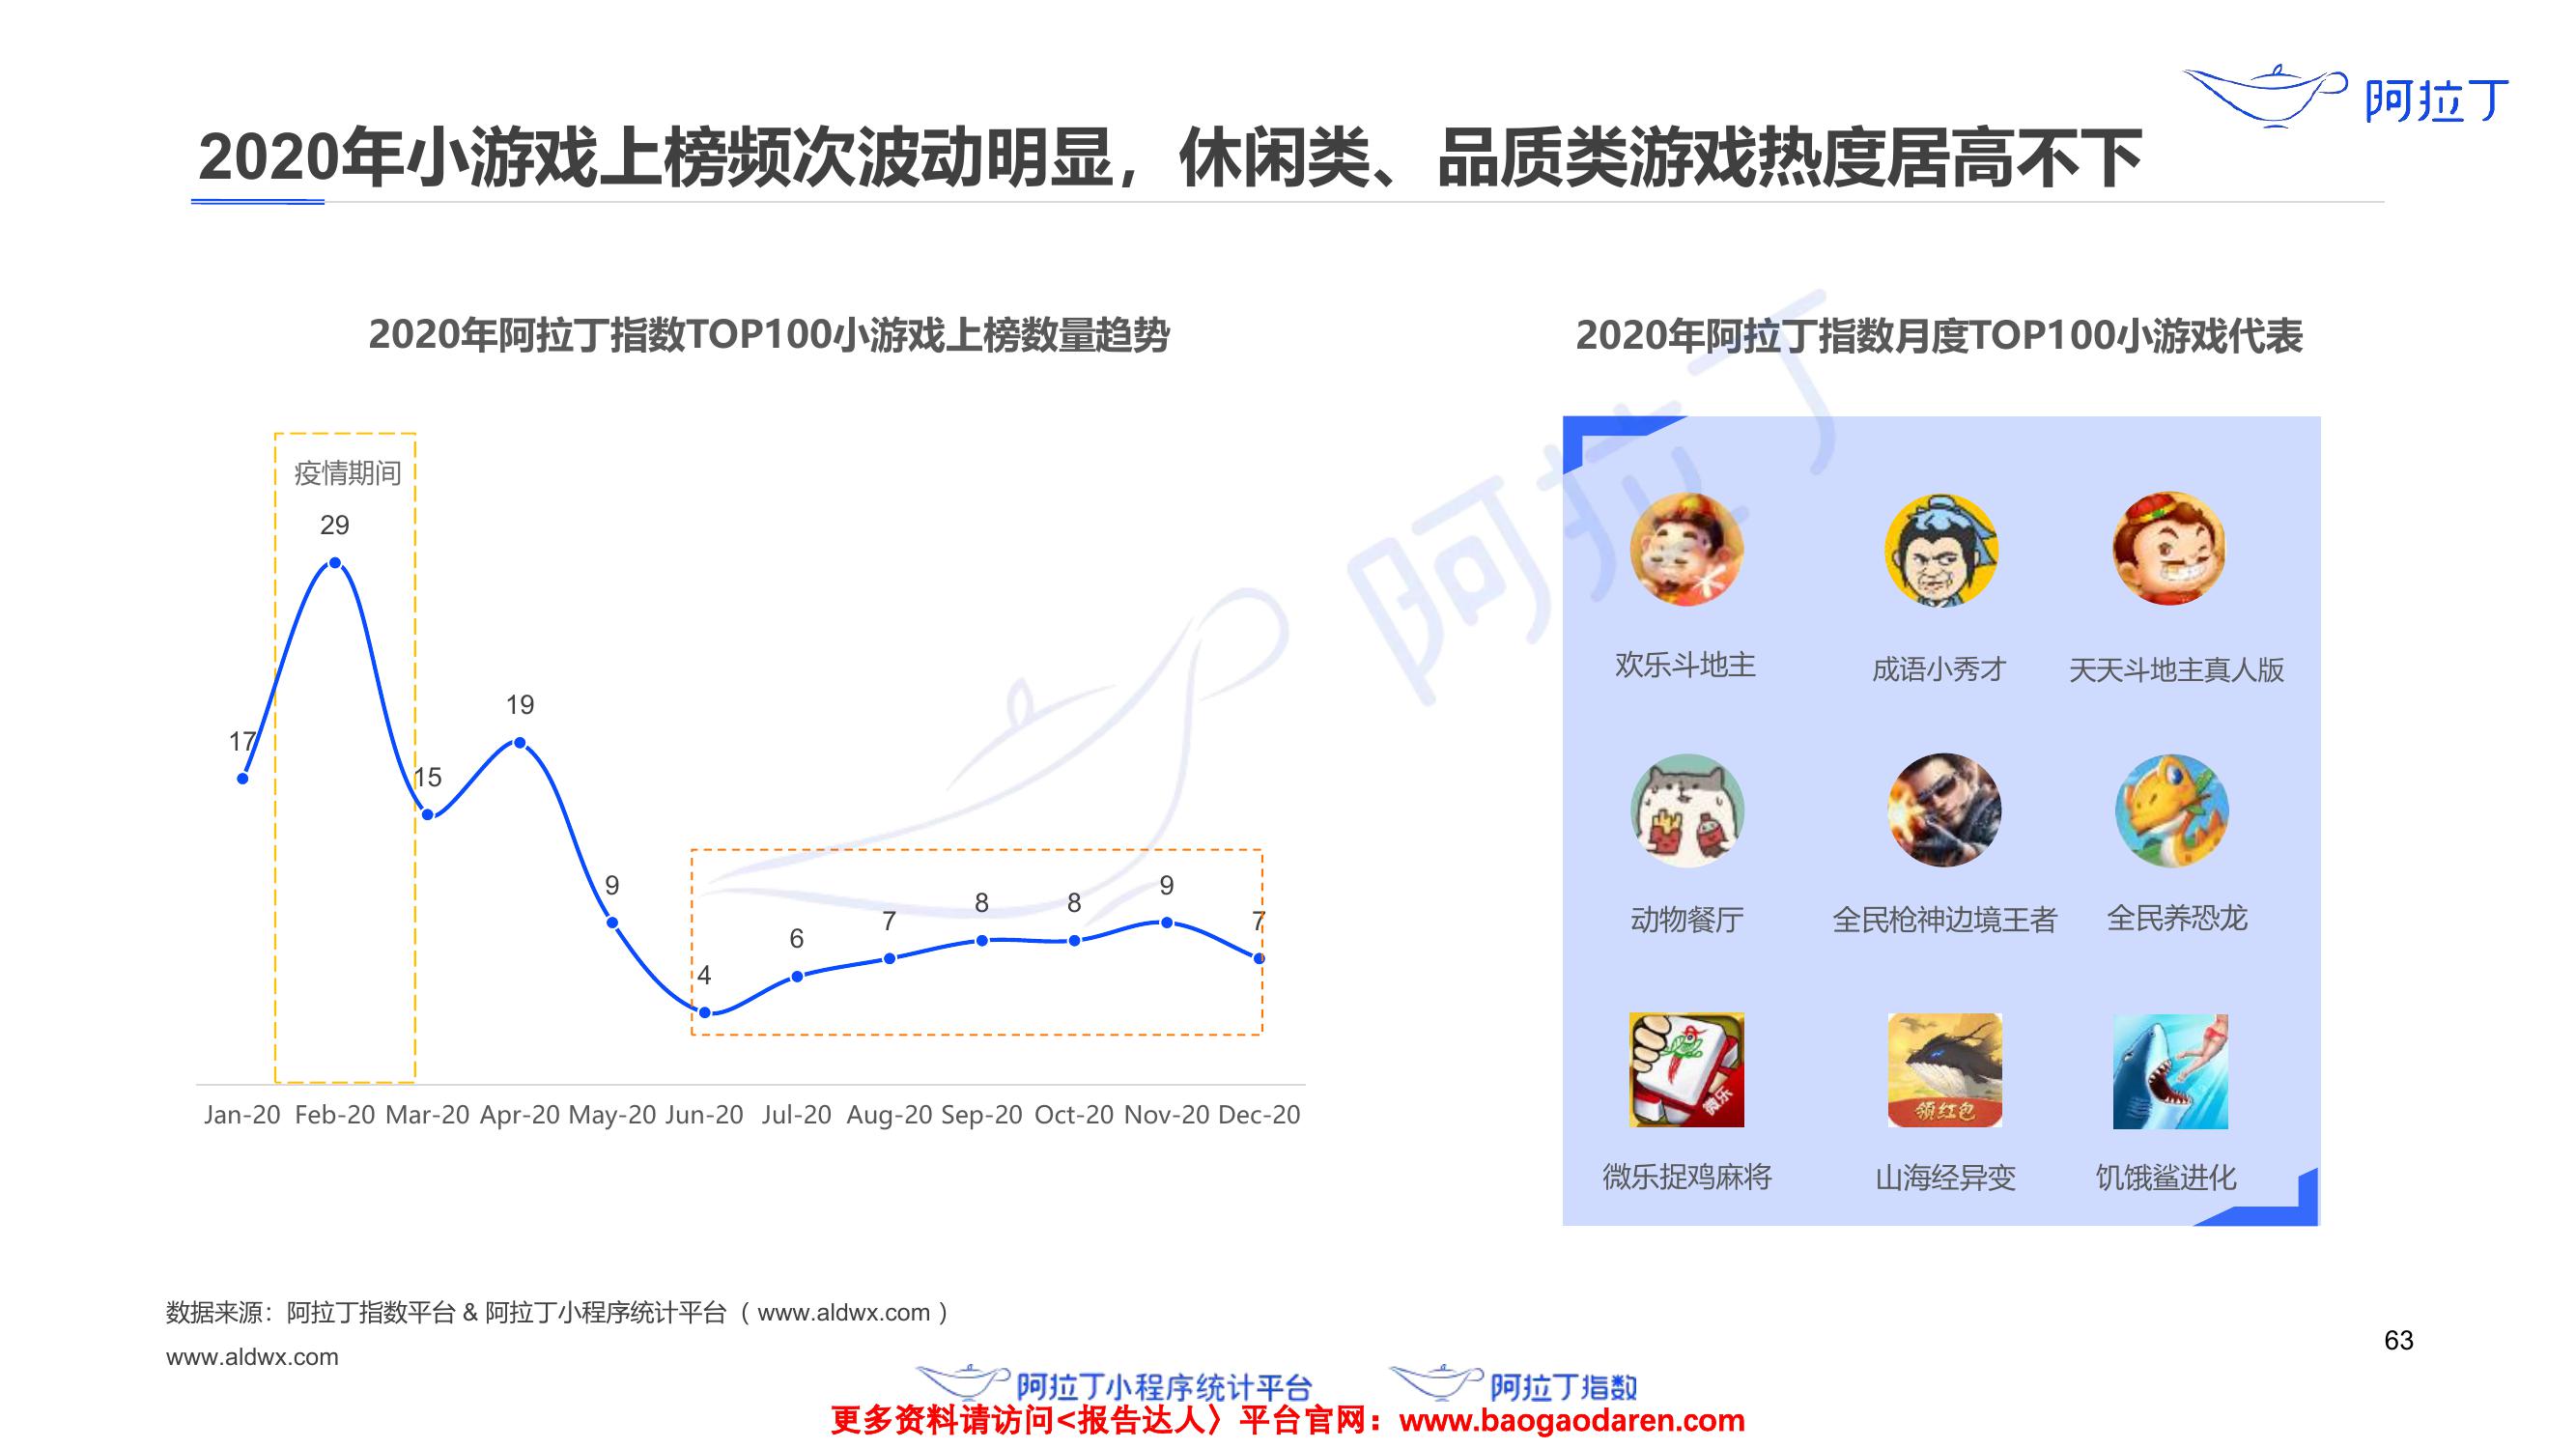 阿拉丁
2020年小游戏上榜频次波动明显，休闲类、品质类游戏热度居高不下
2020年阿拉丁指数TOP100小游戏上榜数量趋势
疫情期间
29
17
15
19
9
4
6
7
8
8
9
7
Jan-20 Feb-20 Mar-20 Apr-20 May-20 Jun-20 Jul-20 Aug-20 Sep-20 Oct-20 Nov-20 Dec-20
2020年阿拉丁指数月度TOP100小游戏代表
阿拉丁
欢乐斗地主 成语小秀才 天天斗地主真人版
动物餐厅 全民枪神边境王者 全民养恐龙
微乐
领红包
微乐捉鸡麻将 山海经异变 饥饿鲨进化
数据来源：阿拉丁指数平台 & 阿拉丁小程序统计平台（www.aldwx.com）
www.aldwx.com
63
阿拉丁小程序统计平台 阿拉丁指数
更多资料请访问<报告达人〉平台官网：www.baogaodaren.com